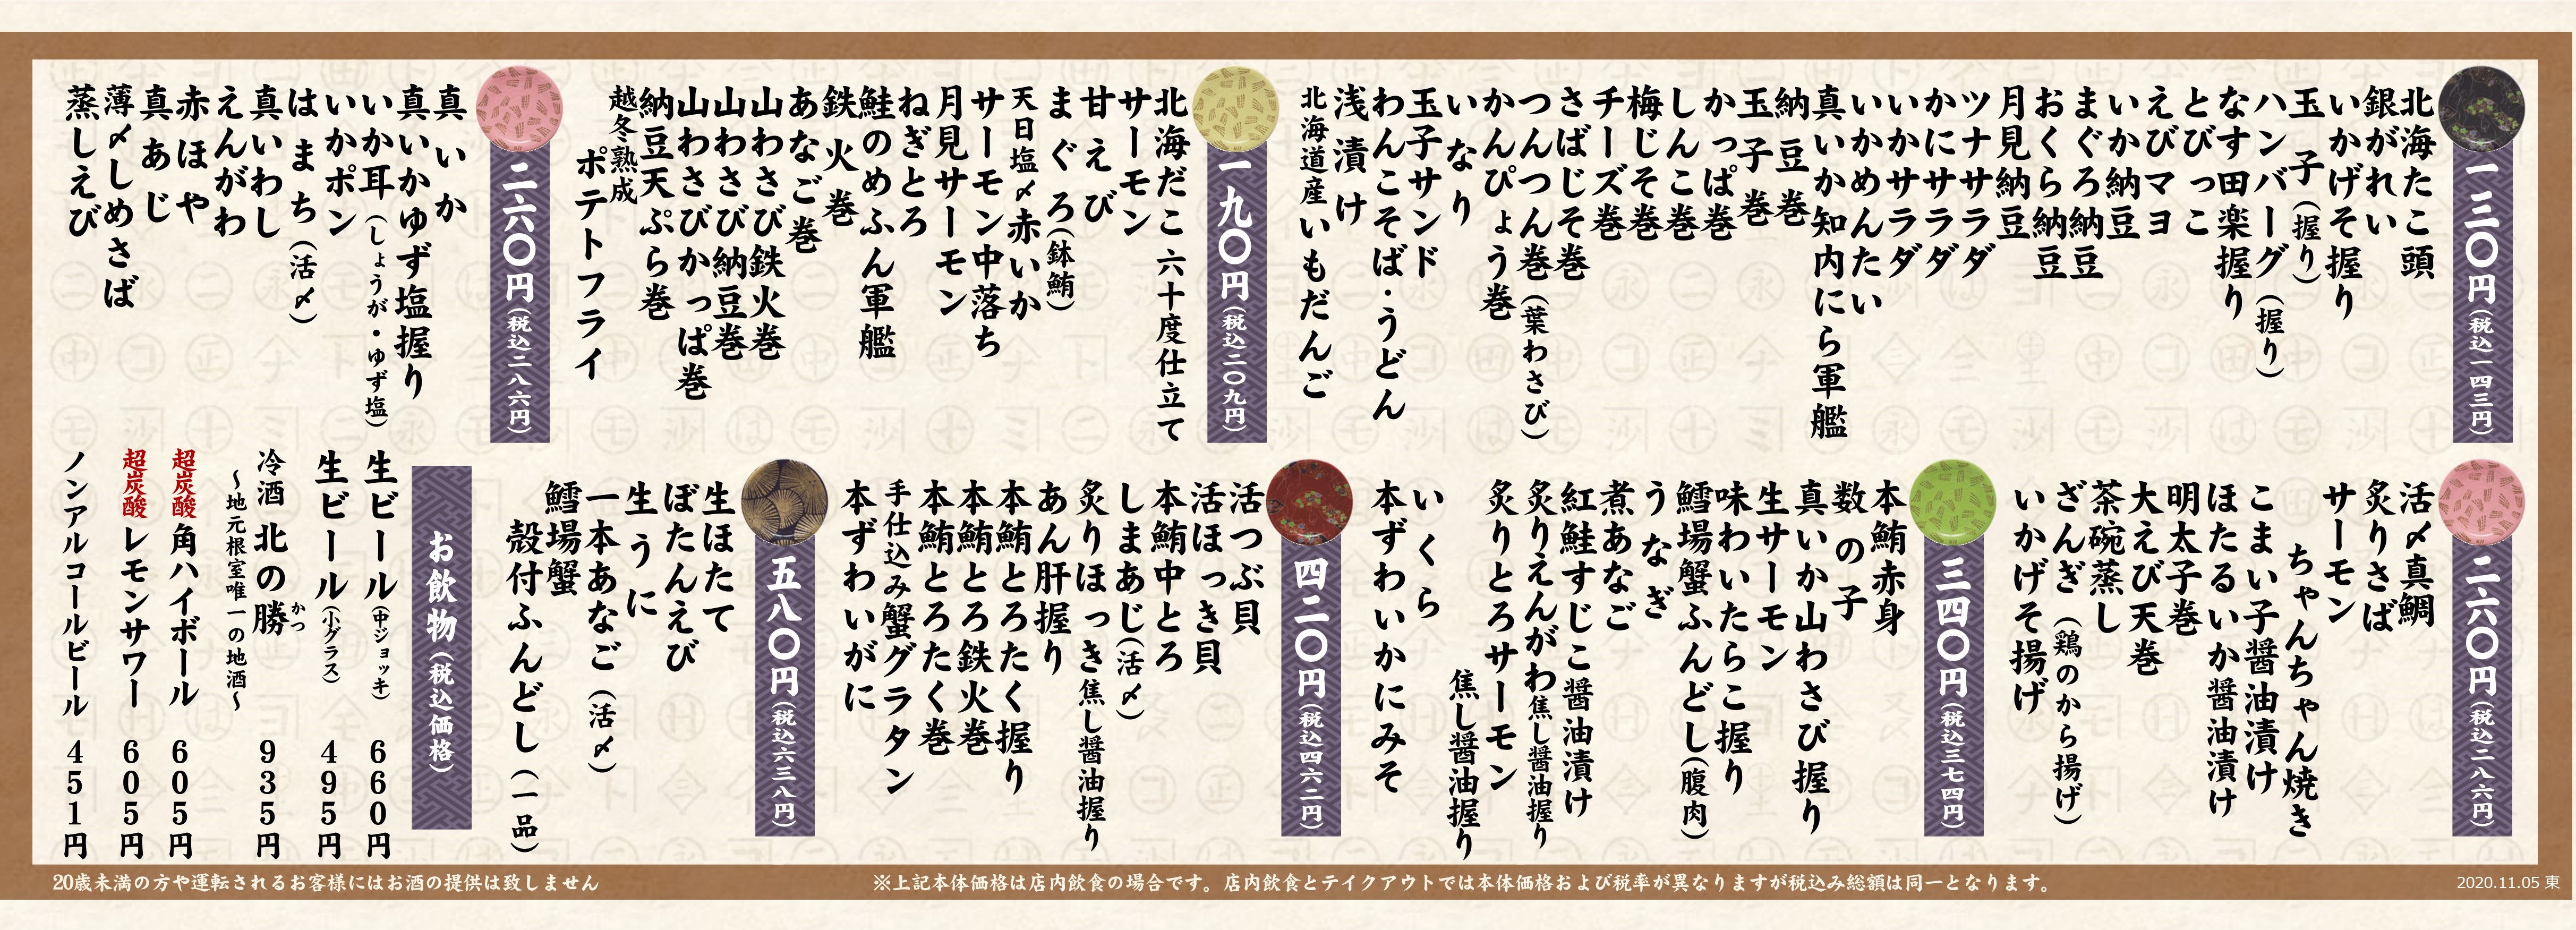 一三〇円(税込一四三円)
北海たこ頭
銀がれい
いかげそ握り
玉子(握り)
ハンバーグ(握り)
なす田楽握り
とびっこ
えびマヨ
いか納豆
まぐろ納豆
おくら納豆
月見納豆
ツナサラダ
かにサラダ
いかサラダ
いかめんたい
真いか知内にら軍艦
納豆巻
玉子巻
かっぱ巻
しんこ巻
梅じそ巻
チーズ巻
さばじそ巻
つんつん巻(葉わさび)
かんぴょう巻
いなり
玉子サンド
わんこそば・うどん
浅漬け
北海道産いもだんご
一九〇円(税込二〇九円)
北海だこ 六十度仕立て
サーモン
甘えび
まぐろ(鉢鮪)
天日塩〆赤いか
サーモン中落ち
月見サーモン
ねぎとろ
鮭のめふん軍艦
鉄火巻
あなご巻
山わさび鉄火巻
山わさび納豆巻
山わさびかっぱ巻
納豆天ぷら巻
越冬熟成
ポテトフライ
二六〇円(税込二八六円)
真いか
真いかゆず塩握り
いか耳(しょうが・ゆず塩)
いかポン
はまち(活〆)
真いわし
えんがわ
赤ほや
真あじ
薄〆しめさば
蒸しえび
二六〇円(税込二八六円)
活〆真鯛
炙りさば
サーモン
ちゃんちゃん焼き
こまい子醤油漬け
ほたるいか醤油漬け
明太子巻
大えび天巻
茶碗蒸し
ざんぎ(鶏のから揚げ)
いかげそ揚げ
三四〇円(税込三七四円)
本鮪赤身
数の子
真いか山わさび握り
生サーモン
味わいたらこ握り
鱈場蟹ふんどし(腹肉)
うなぎ
煮あなご
紅鮭すじこ醤油漬け
炙りえんがわ焦し醤油握り
炙りとろサーモン
焦し醤油握り
いくら
本ずわいかにみそ
四二〇円(税込四六二円)
活つぶ貝
活ほっき貝
本鮪中とろ
しまあじ(活〆)
炙りほっき焦し醤油握り
あん肝握り
本鮪とろたく握り
本鮪とろ鉄火巻
本鮪とろたく巻
手仕込み蟹グラタン
本ずわいがに
五八〇円(税込六三八円)
生ほたて
ぼたんえび
生うに
一本あなご(活〆)
鱈場蟹
殻付ふんどし(一品)
お飲物(税込価格)
生ビール(中ジョッキ) 660円
生ビール(小グラス) 495円
冷酒 北の勝 かつ 935円
～地元根室唯一の地酒～
超炭酸 角ハイボール 605円
超炭酸 レモンサワー 605円
ノンアルコールビール 451円
20歳未満の方や運転されるお客様にはお酒の提供は致しません
※上記本体価格は店内飲食の場合です。店内飲食とテイクアウトでは本体価格および税率が異なりますが税込み総額は同一となります。
2020.11.05 東